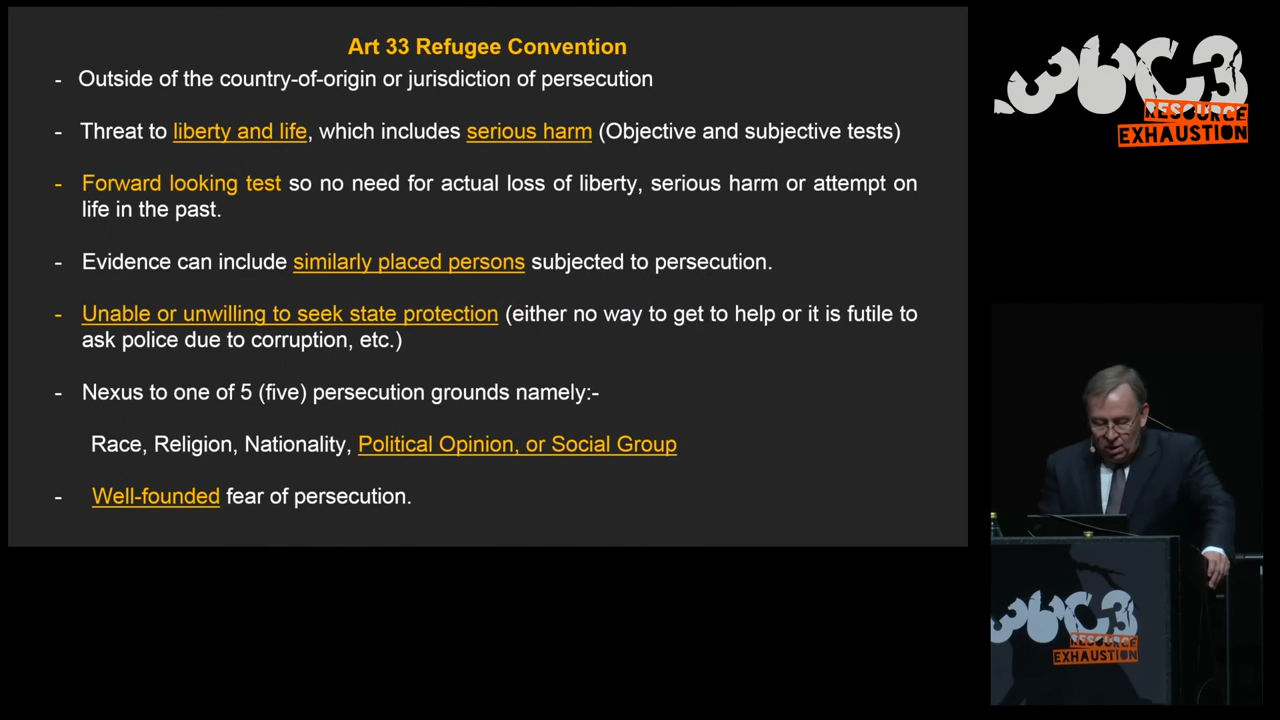 Art 33 Refugee Convention
- Outside of the country-of-origin or jurisdiction of persecution
- Threat to liberty and life, which includes serious harm (Objective and subjective tests)
- Forward looking test so no need for actual loss of liberty, serious harm or attempt on
life in the past.
- Evidence can include similarly placed persons subjected to persecution.
- Unable or unwilling to seek state protection (either no way to get to help or it is futile to
ask police due to corruption, etc.)
- Nexus to one of 5 (five) persecution grounds namely:-
Race, Religion, Nationality, Political Opinion, or Social Group
- Well-founded fear of persecution.
36C3
RESOURCE
EXHAUSTION
36C3
RESOURCE
EXHAUSTION